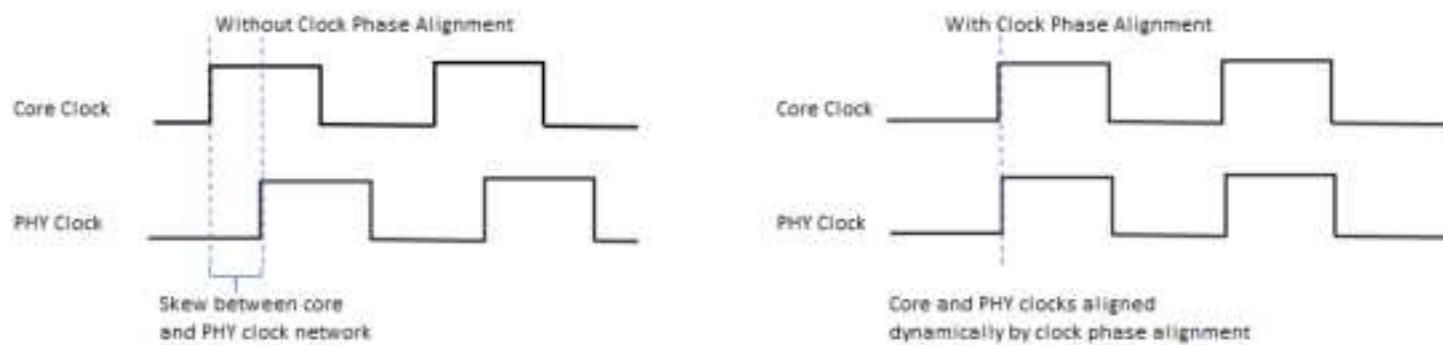 Without Clock Phase Alignment
Core Clock
PHY Clock
Skew between core
and PHY clock network
With Clock Phase Alignment
Core Clock
PHY Clock
Core and PHY clocks aligned
dynamically by clock phase alignment